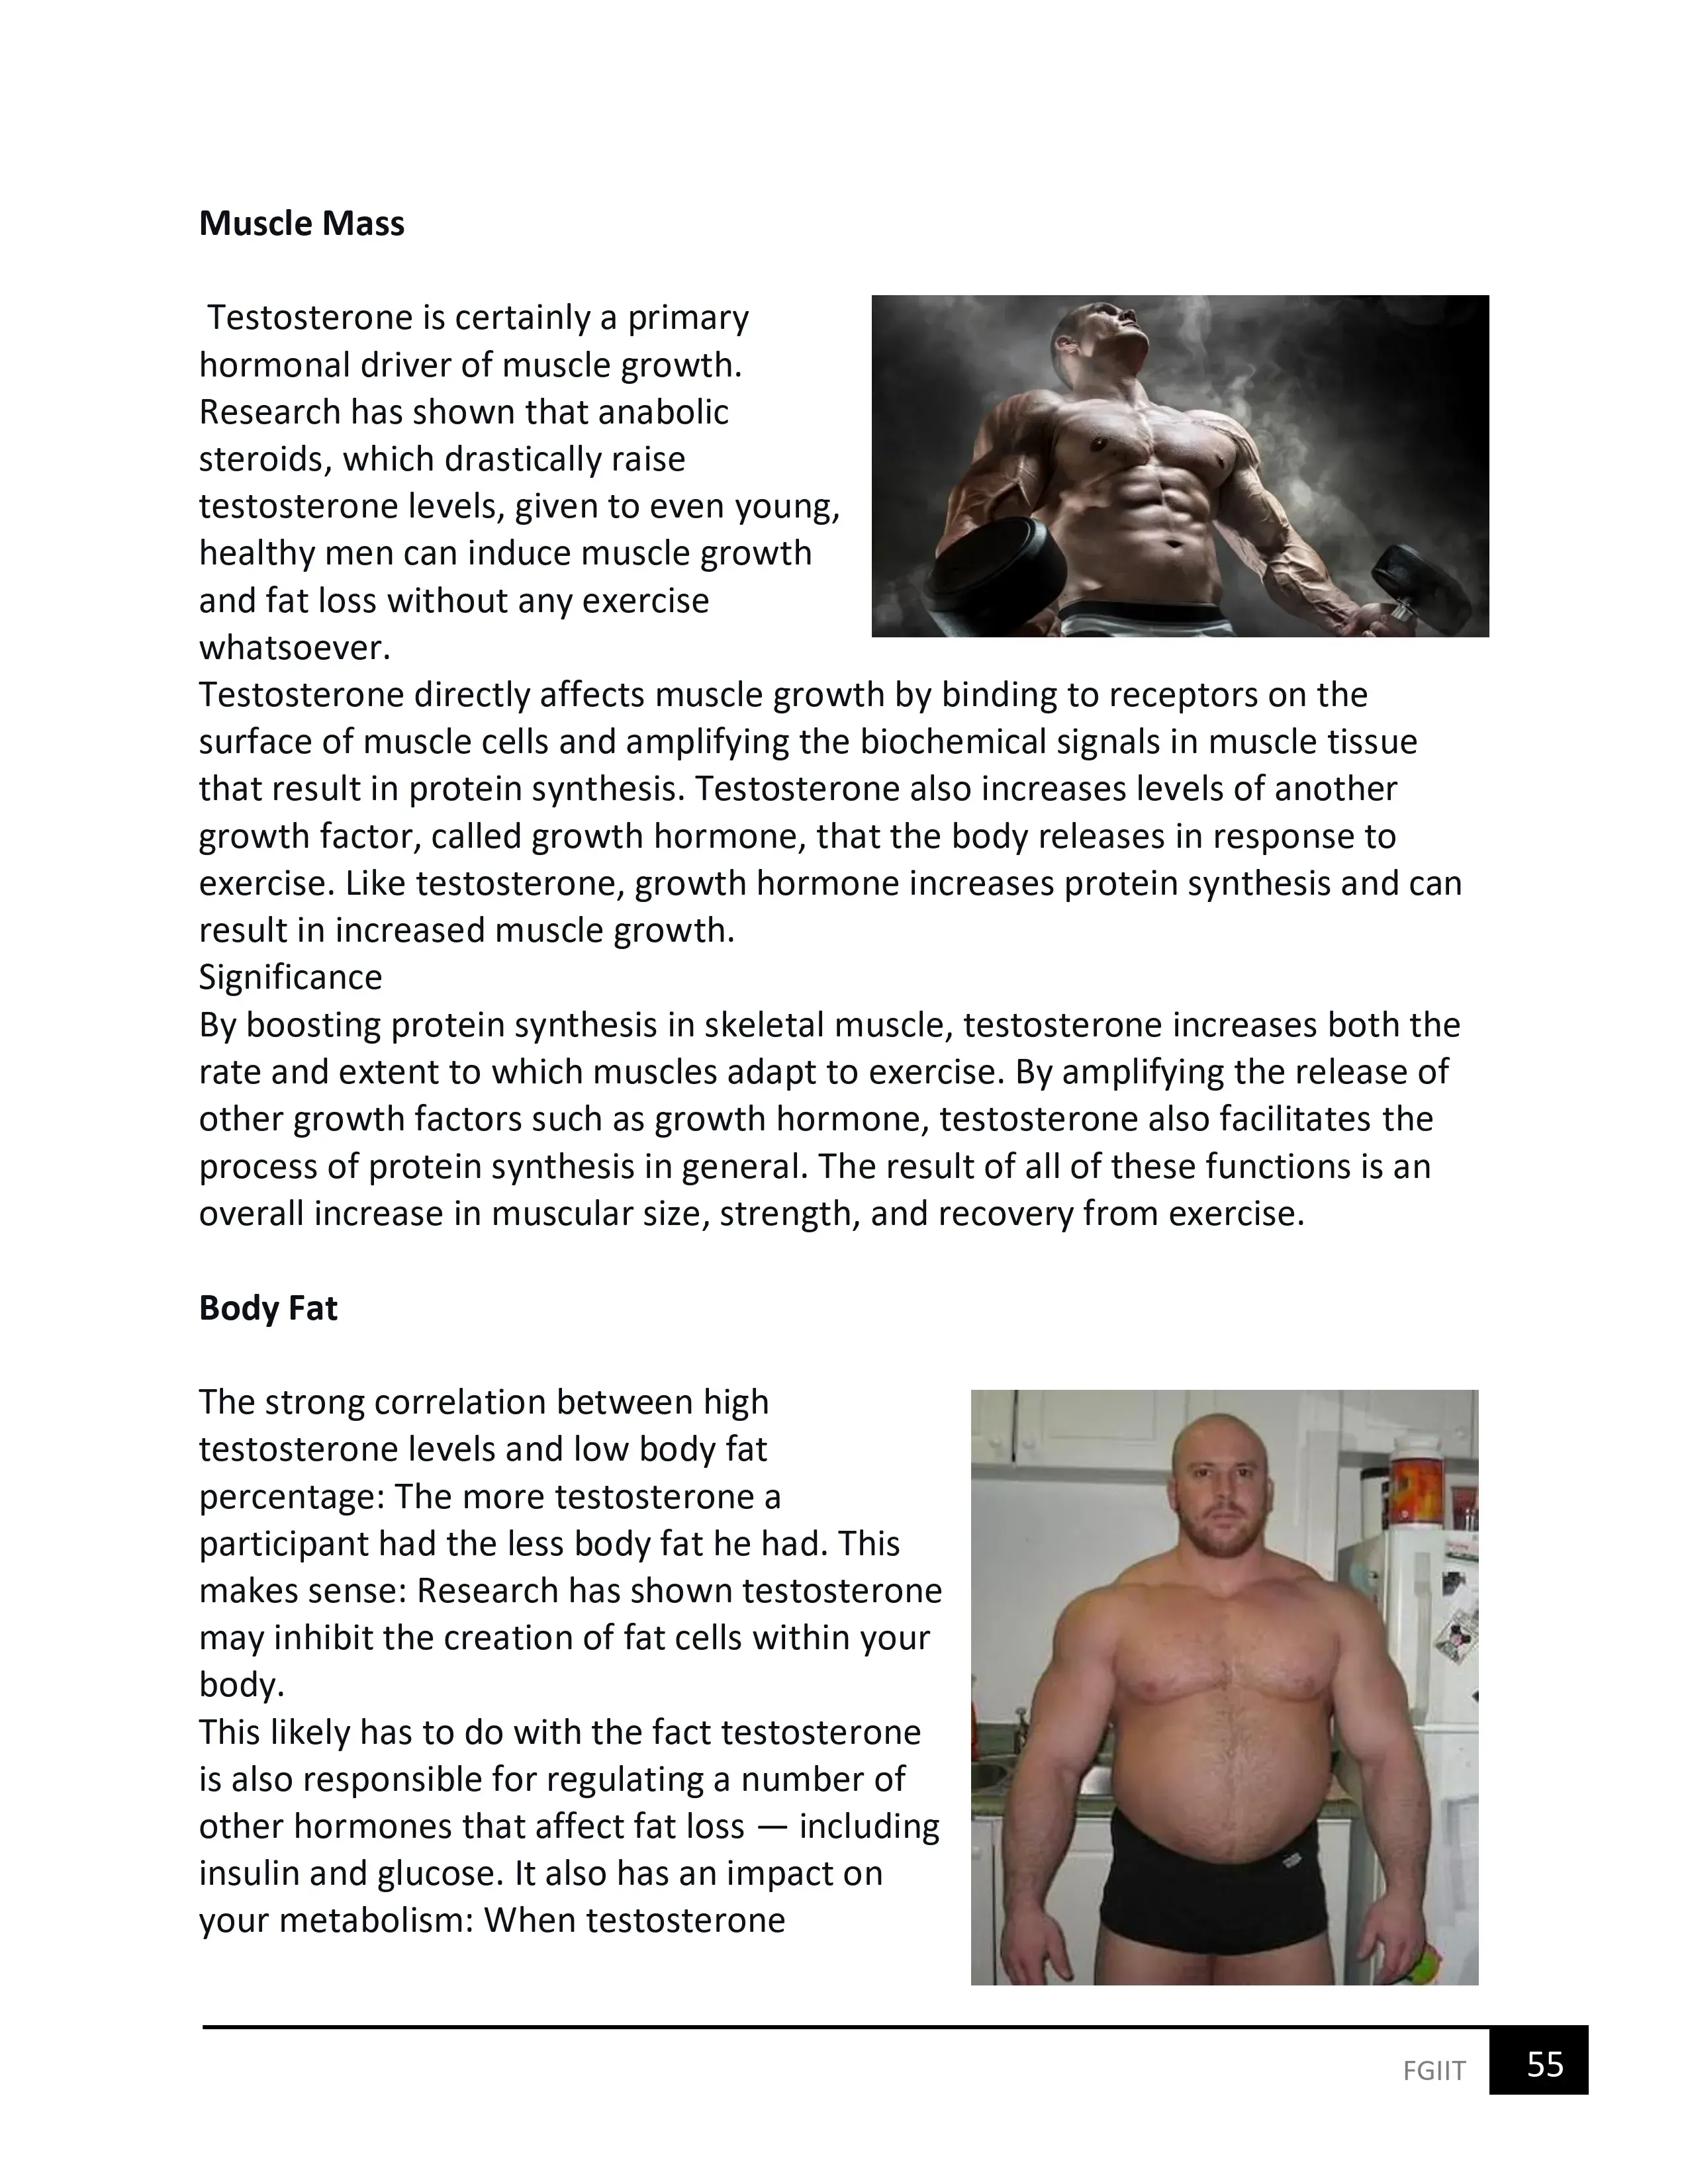 Muscle Mass
Testosterone is certainly a primary
hormonal driver of muscle growth.
Research has shown that anabolic
steroids, which drastically raise
testosterone levels, given to even young,
healthy men can induce muscle growth
and fat loss without any exercise
whatsoever.
Testosterone directly affects muscle growth by binding to receptors on the
surface of muscle cells and amplifying the biochemical signals in muscle tissue
that result in protein synthesis. Testosterone also increases levels of another
growth factor, called growth hormone, that the body releases in response to
exercise. Like testosterone, growth hormone increases protein synthesis and can
result in increased muscle growth.
Significance
By boosting protein synthesis in skeletal muscle, testosterone increases both the
rate and extent to which muscles adapt to exercise. By amplifying the release of
other growth factors such as growth hormone, testosterone also facilitates the
process of protein synthesis in general. The result of all of these functions is an
overall increase in muscular size, strength, and recovery from exercise.
Body Fat
The strong correlation between high
testosterone levels and low body fat
percentage: The more testosterone a
participant had the less body fat he had. This
makes sense: Research has shown testosterone
may inhibit the creation of fat cells within your
body.
This likely has to do with the fact testosterone
is also responsible for regulating a number of
other hormones that affect fat loss — including
insulin and glucose. It also has an impact on
your metabolism: When testosterone
FGIIT 55